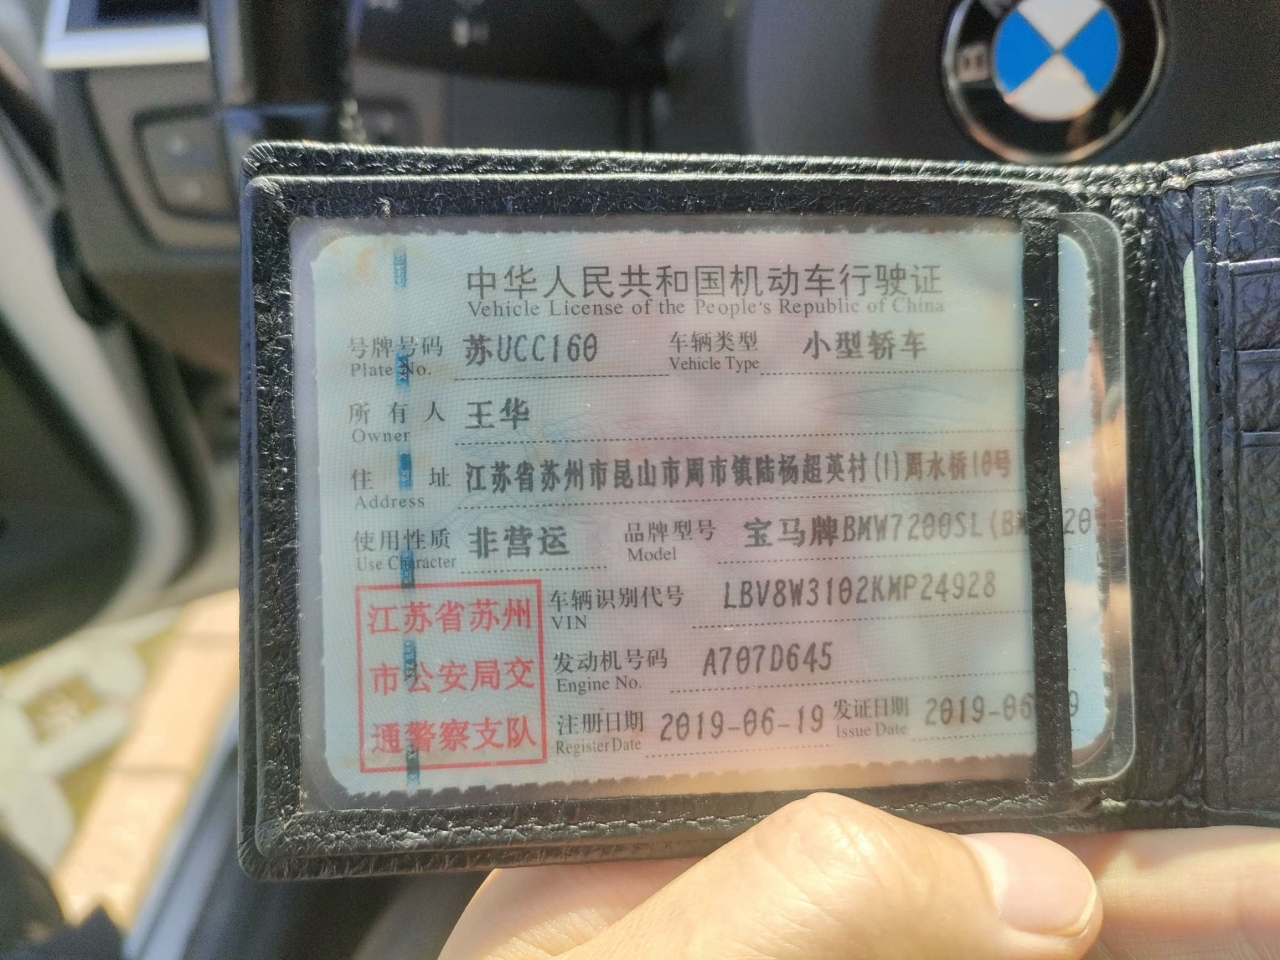 中华人民共和国机动车行驶证
Vehicle License of the People's Republic of China
号牌号码 苏UCC160 车辆类型 小型轿车
Plate No. Vehicle Type
所有人 王华
Owner
住址 江苏省苏州市昆山市周市镇陆杨超英村(1)周水桥10号
Address
使用性质 非营运 品牌型号 宝马牌BMW7200SL(B
Use Character Model
江苏省苏州 车辆识别代号 LBV8W3102KMP24928
VIN
市公安局交 发动机号码 A707D645
Engine No.
通警察支队 注册日期 2019-06-19 发证日期 2019-06
Register Date Issue Date